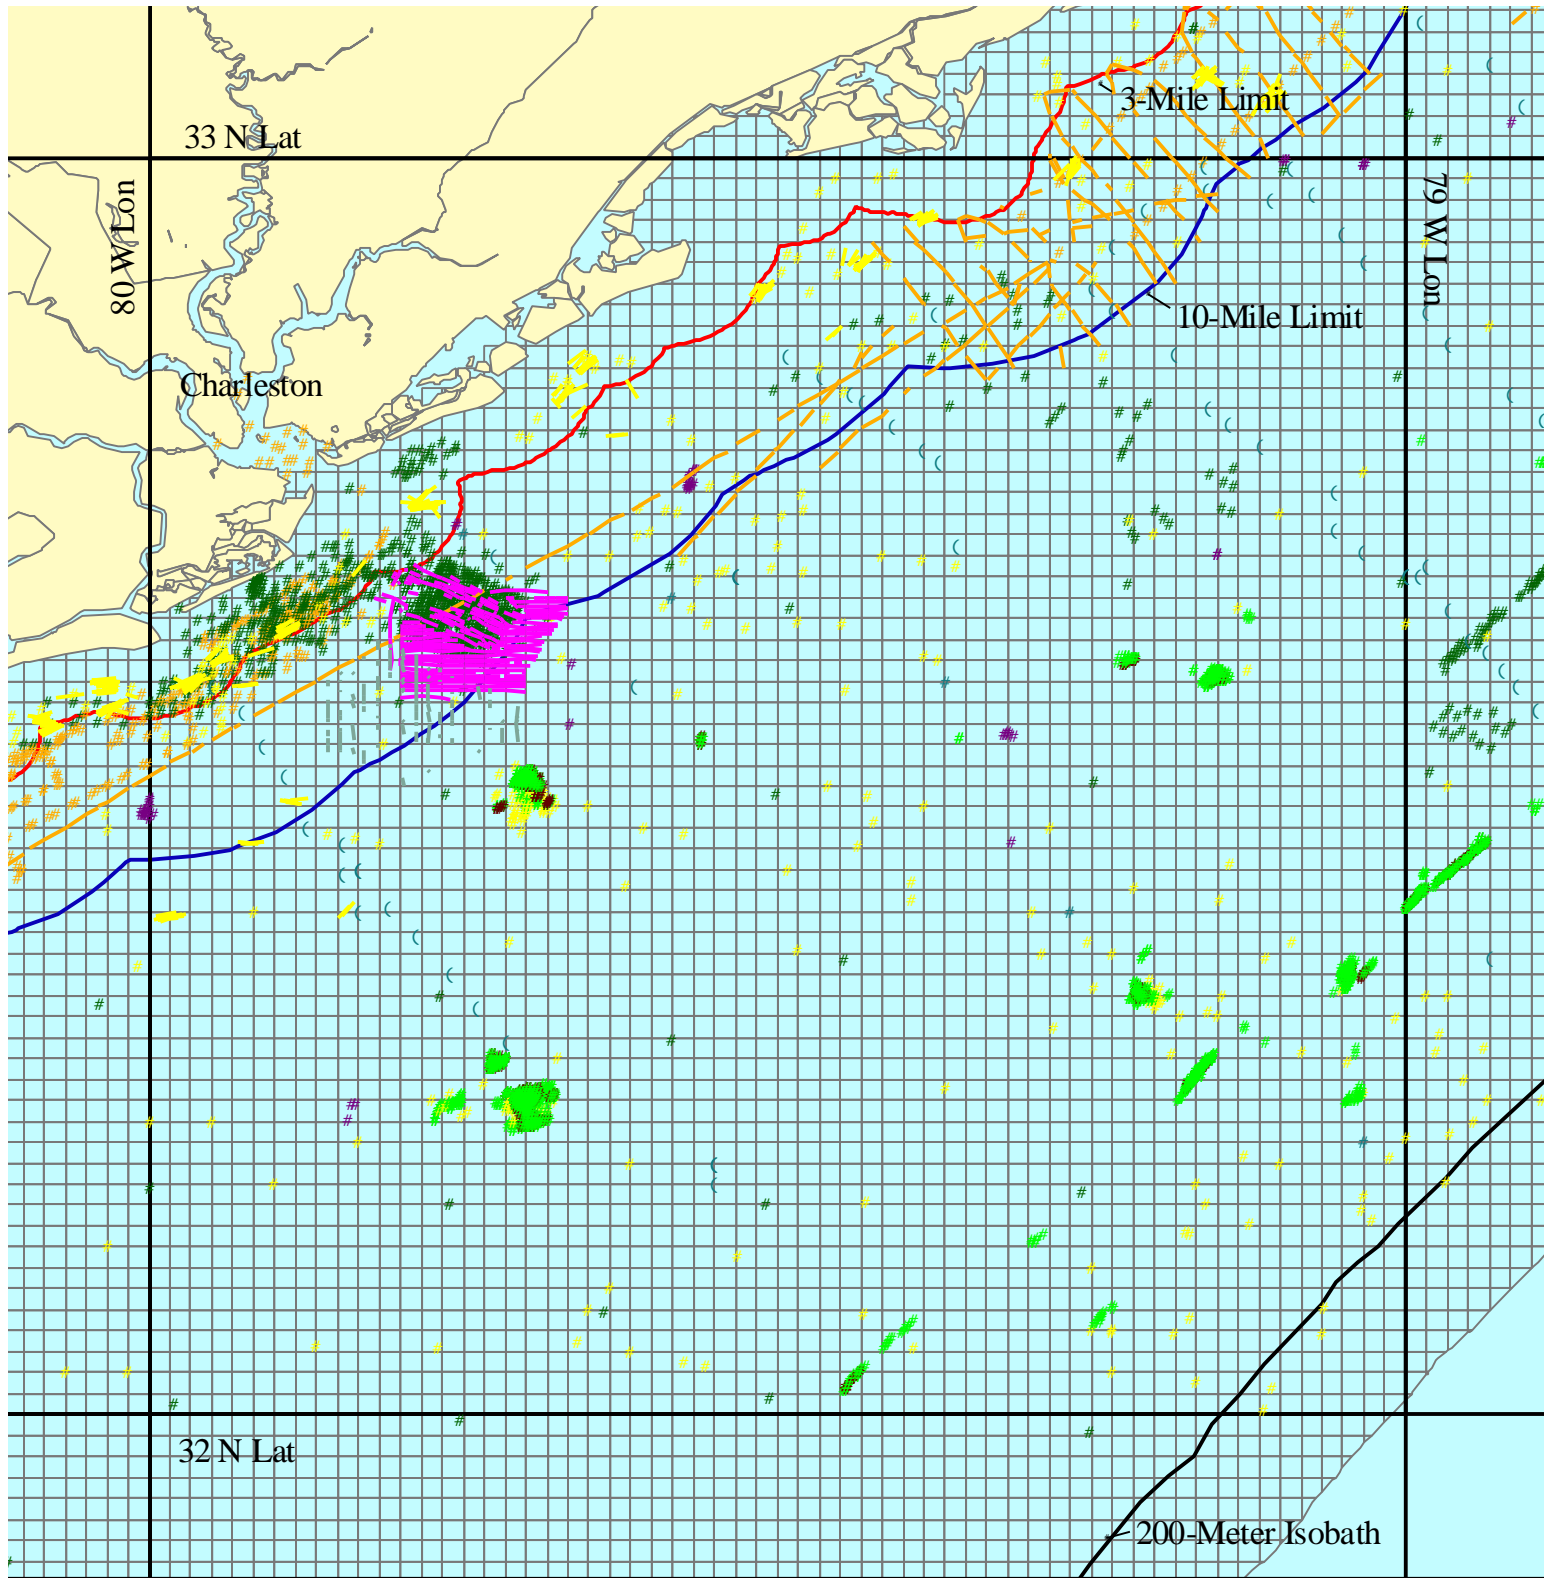 3-Mile Limit
33 N Lat
80 W Lon
79 W Lon
10-Mile Limit
Charleston
32 N Lat
200-Meter Isobath